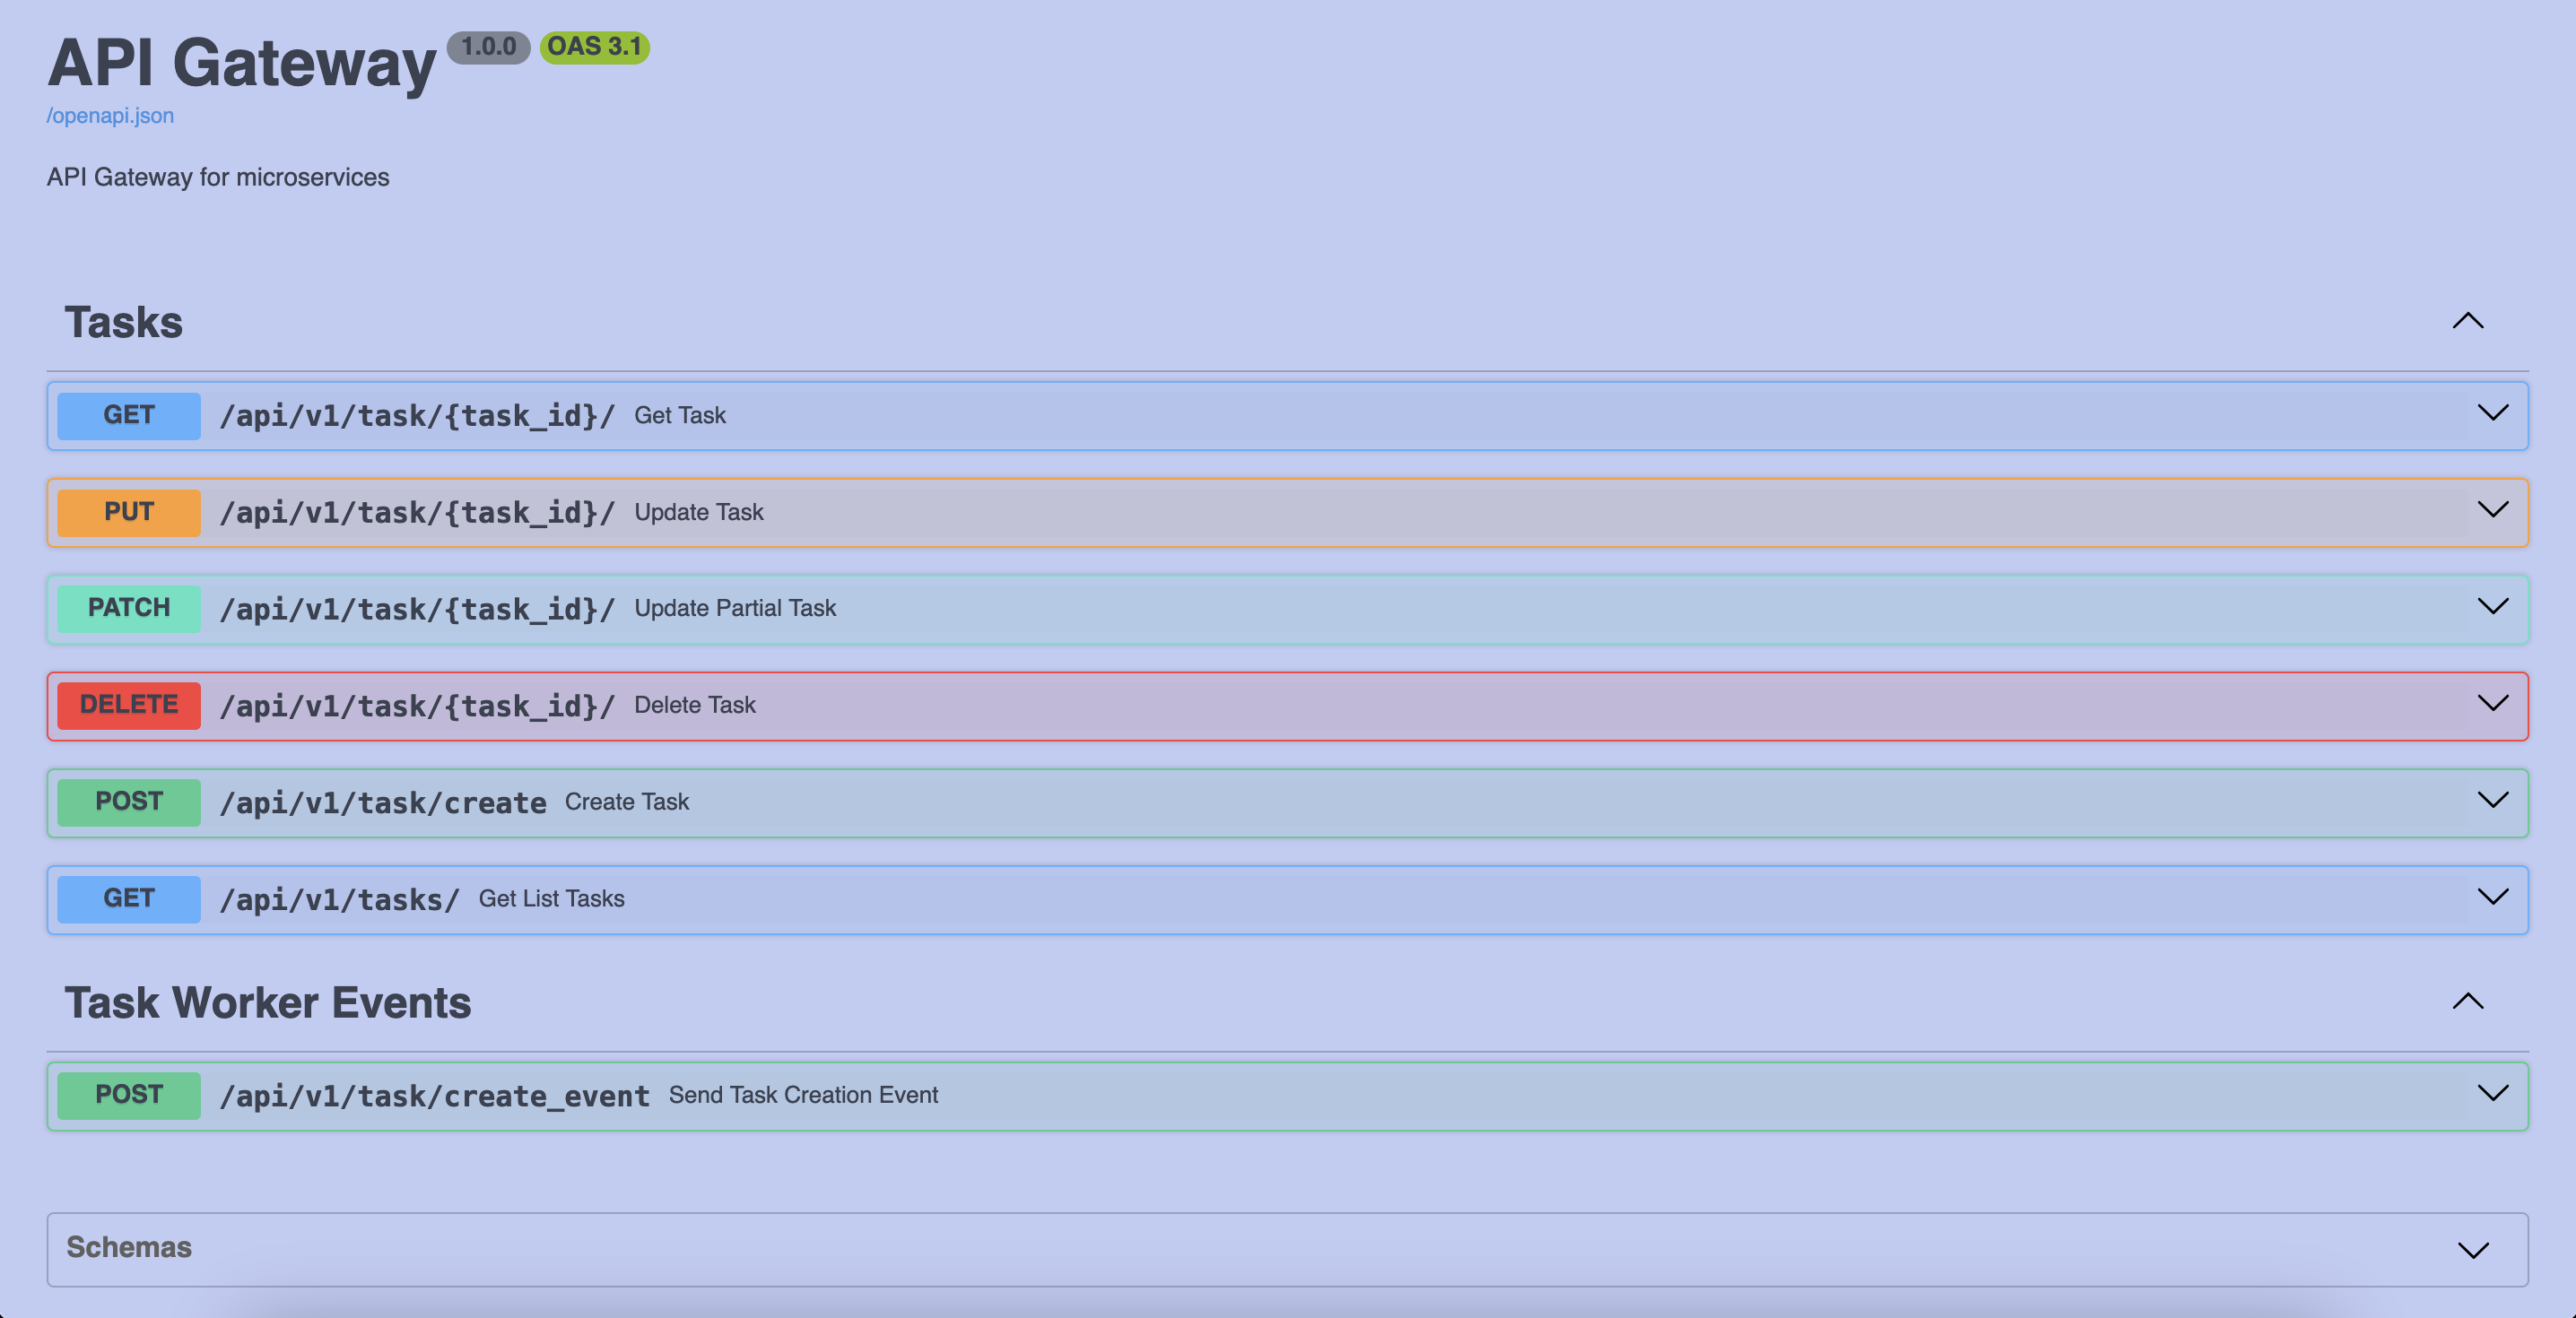 API Gateway 1.0.0 OAS 3.1
/openapi.json
API Gateway for microservices
Tasks
GET /api/v1/task/{task_id}/ Get Task
PUT /api/v1/task/{task_id}/ Update Task
PATCH /api/v1/task/{task_id}/ Update Partial Task
DELETE /api/v1/task/{task_id}/ Delete Task
POST /api/v1/task/create Create Task
GET /api/v1/tasks/ Get List Tasks
Task Worker Events
POST /api/v1/task/create_event Send Task Creation Event
Schemas